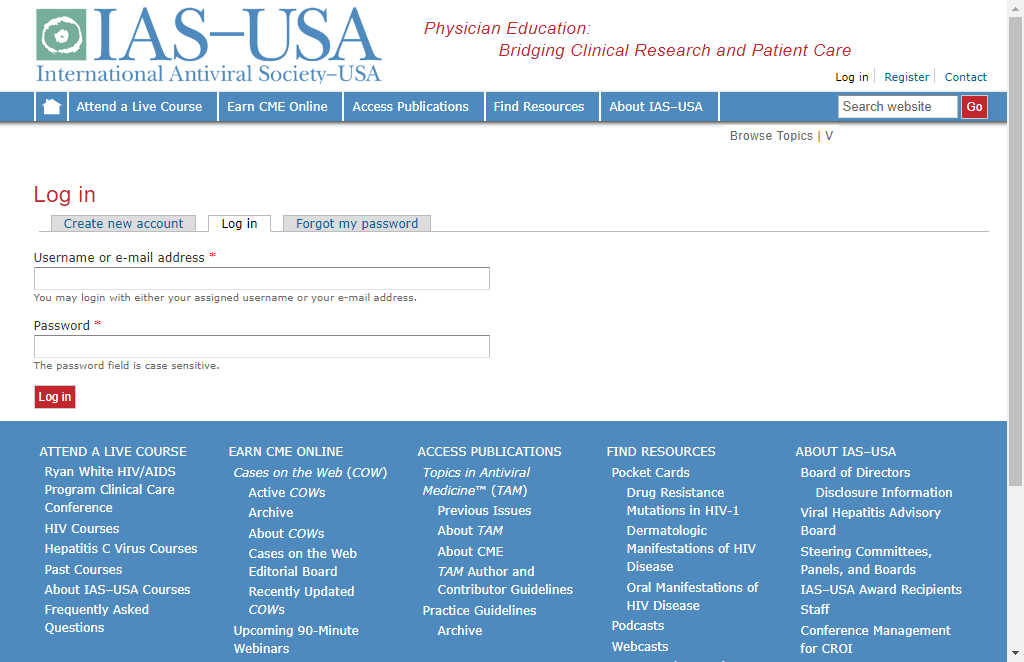 IAS–USA
International Antiviral Society–USA
Physician Education:
Bridging Clinical Research and Patient Care
Log in Register Contact
Attend a Live Course Earn CME Online Access Publications Find Resources About IAS–USA Search website Go
Browse Topics | V
Log in
Create new account Log in Forgot my password
Username or e-mail address *
You may login with either your assigned username or your e-mail address.
Password *
The password field is case sensitive.
Log in
ATTEND A LIVE COURSE
Ryan White HIV/AIDS
Program Clinical Care
Conference
HIV Courses
Hepatitis C Virus Courses
Past Courses
About IAS–USA Courses
Frequently Asked
Questions
EARN CME ONLINE
Cases on the Web (COW)
Active COWs
Archive
About COWs
Cases on the Web
Editorial Board
Recently Updated
COWs
Upcoming 90-Minute
Webinars
ACCESS PUBLICATIONS
Topics in Antiviral
Medicine™ (TAM)
Previous Issues
About TAM
About CME
TAM Author and
Contributor Guidelines
Practice Guidelines
Archive
FIND RESOURCES
Pocket Cards
Drug Resistance
Mutations in HIV-1
Dermatologic
Manifestations of HIV
Disease
Oral Manifestations of
HIV Disease
Podcasts
Webcasts
ABOUT IAS–USA
Board of Directors
Disclosure Information
Viral Hepatitis Advisory
Board
Steering Committees,
Panels, and Boards
IAS–USA Award Recipients
Staff
Conference Management
for CROI